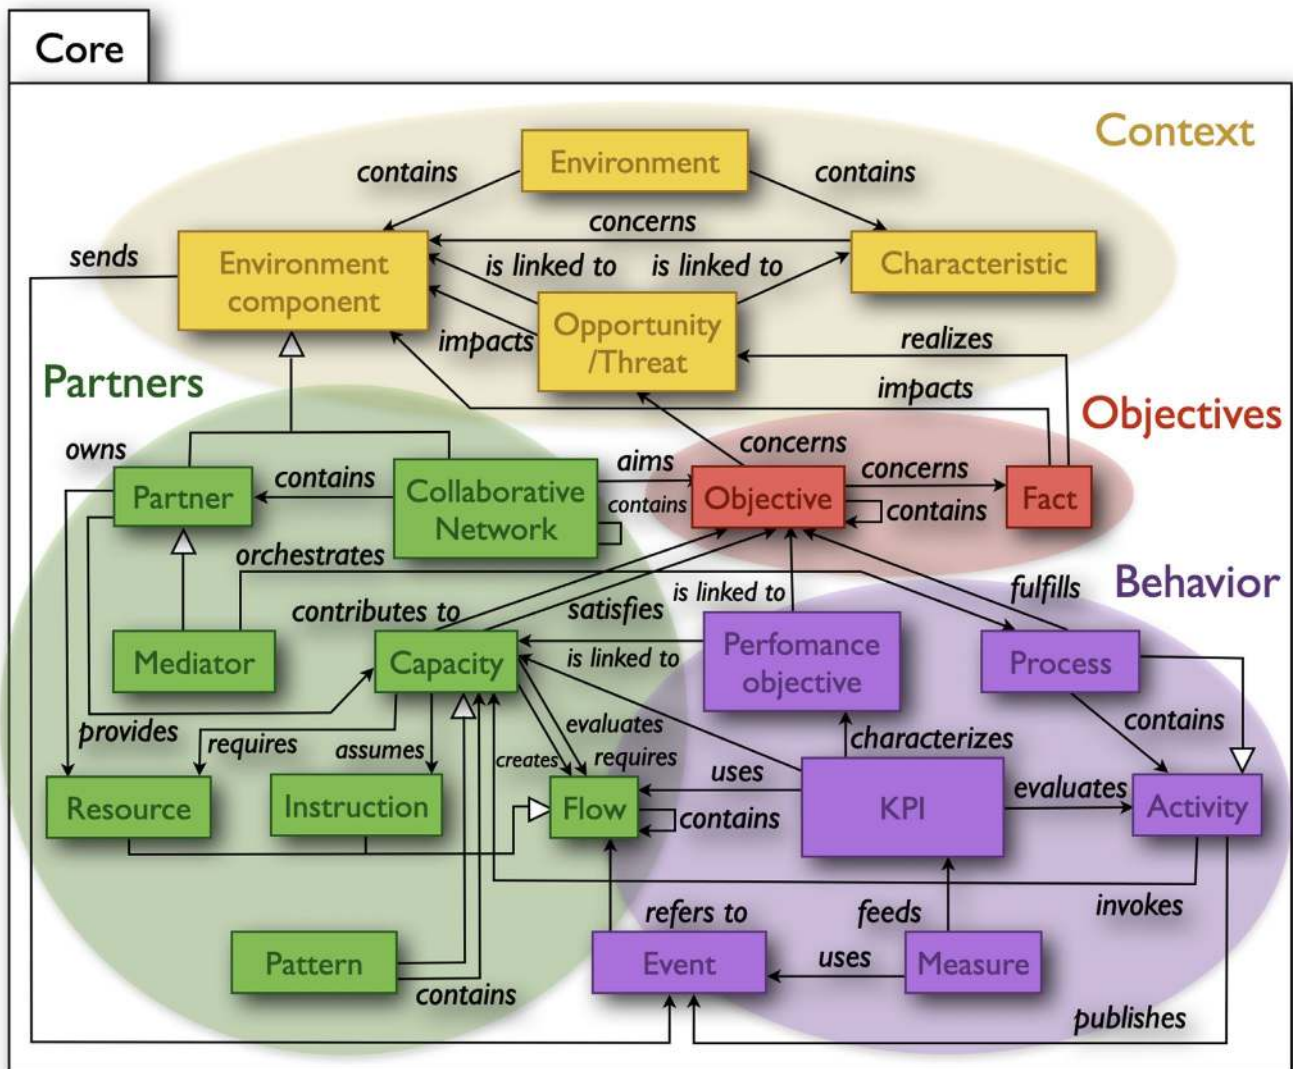 Core
Context
Environment
contains
contains
concerns
sends
Environment
component
is linked to
is linked to
Characteristic
Opportunity
/Threat
impacts
realizes
Partners
impacts
Objectives
owns
concerns
aims
concerns
Partner
contains
Collaborative
Network
contains
Objective
contains
Fact
orchestrates
Behavior
contributes to
satisfies
is linked to
fulfills
Mediator
Capacity
is linked to
Perfomance
objective
Process
provides
requires
assumes
evaluates
creates
requires
characterizes
contains
Resource
Instruction
Flow
uses
contains
KPI
evaluates
Activity
invokes
refers to
feeds
Pattern
contains
Event
uses
Measure
publishes